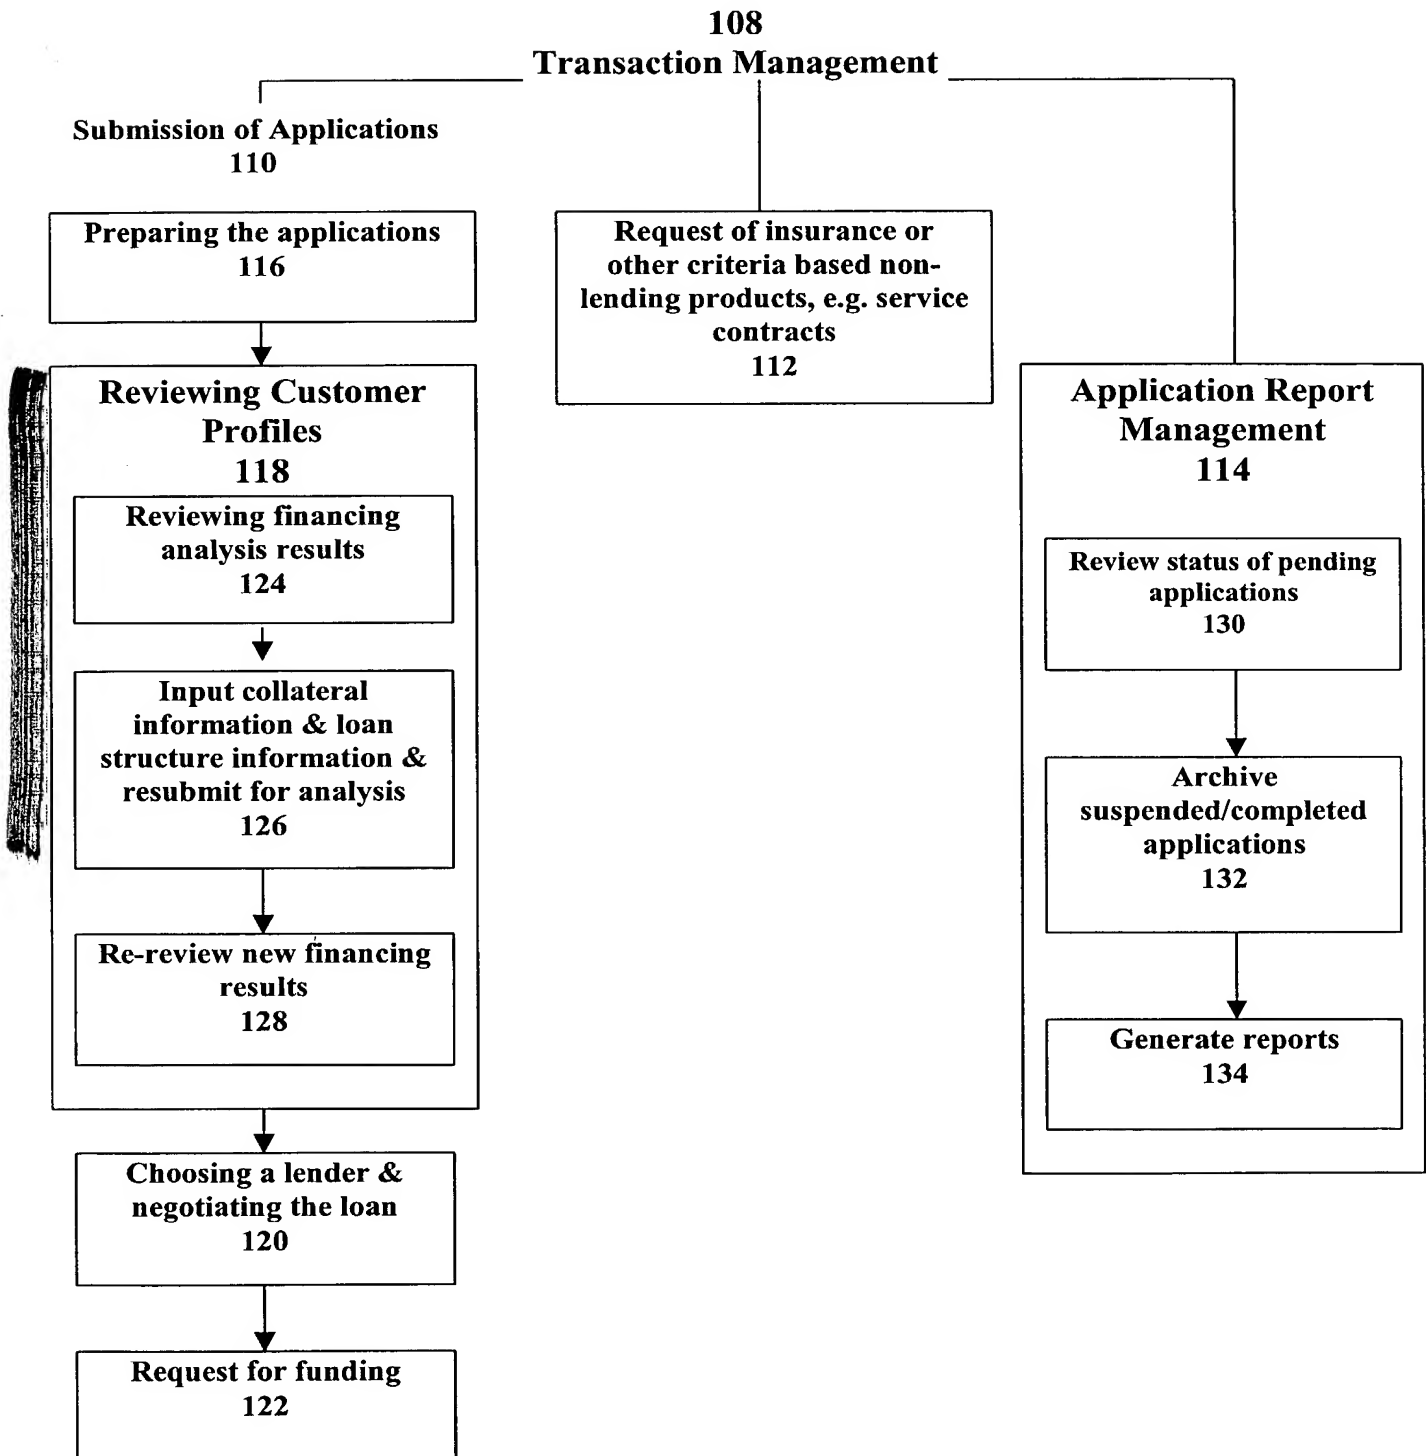 108
Transaction Management
Submission of Applications
110
Preparing the applications
116
Reviewing Customer
Profiles
118
Reviewing financing
analysis results
124
Input collateral
information & loan
structure information &
resubmit for analysis
126
Re-review new financing
results
128
Choosing a lender &
negotiating the loan
120
Request for funding
122
Request of insurance or
other criteria based non-
lending products, e.g. service
contracts
112
Application Report
Management
114
Review status of pending
applications
130
Archive
suspended/completed
applications
132
Generate reports
134